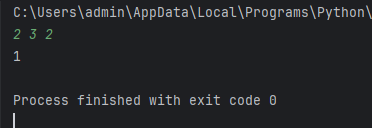 C:\Users\admin\AppData\Local\Programs\Python\
2 3 2
1
Process finished with exit code 0